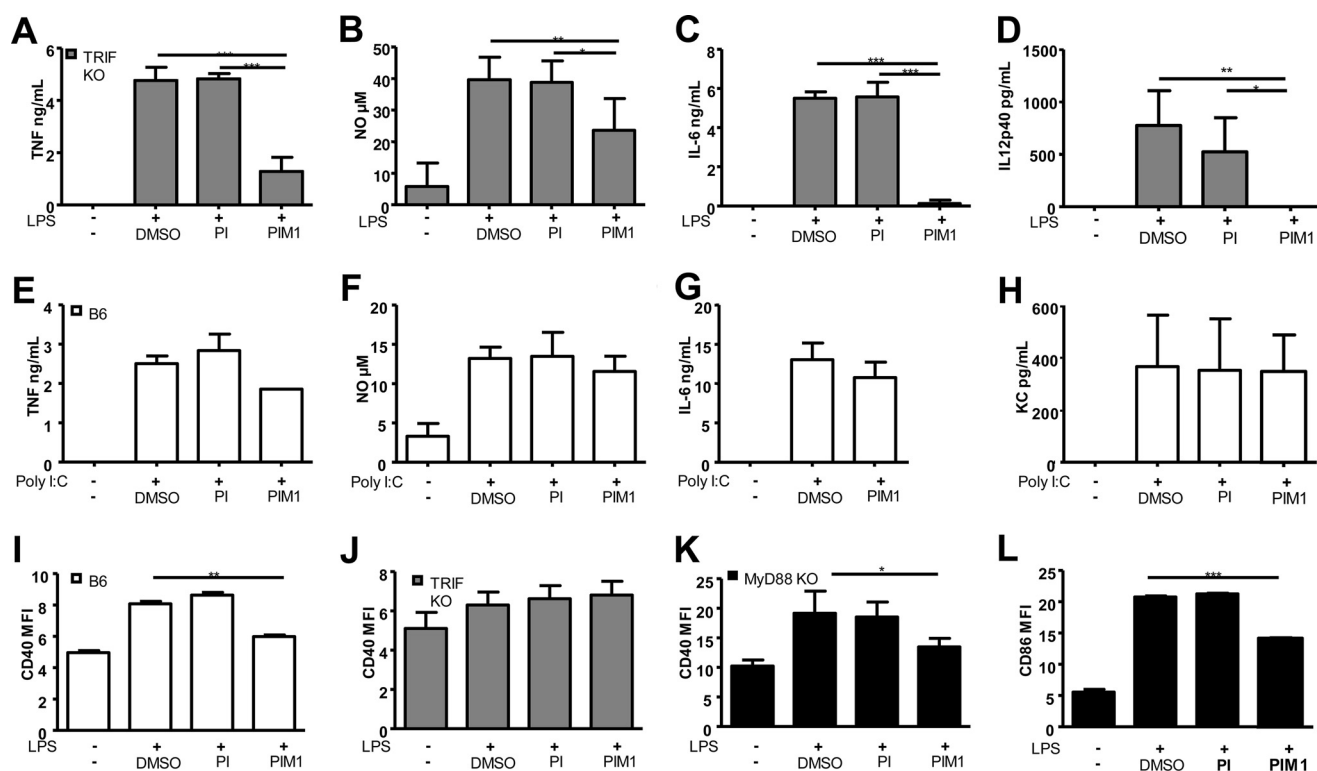 A
TRIF
KO
TNF ng/mL
6
4
2
0
***
***
LPS - + + +
- DMSO PI PIM1
B
NO µM
50
40
30
20
10
0
**
*
LPS - + + +
- DMSO PI PIM1
C
IL-6 ng/mL
8
6
4
2
0
***
***
LPS - + + +
- DMSO PI PIM1
D
IL12p40 pg/mL
1500
1000
500
0
**
*
LPS - + + +
- DMSO PI PIM1
E
B6
TNF ng/mL
4
3
2
1
0
Poly I:C - + + +
- DMSO PI PIM1
F
NO µM
20
15
10
5
0
Poly I:C - + + +
- DMSO PI PIM1
G
IL-6 ng/mL
20
15
10
5
0
Poly I:C - + +
- DMSO PIM1
H
KC pg/mL
600
400
200
0
Poly I:C - + + +
- DMSO PI PIM1
I
B6
CD40 MFI
10
8
6
4
2
0
**
LPS - + + +
- DMSO PI PIM1
J
TRIF
KO
CD40 MFI
8
6
4
2
0
LPS - + + +
- DMSO PI PIM1
K
MyD88 KO
CD40 MFI
25
20
15
10
5
0
*
LPS - + + +
- DMSO PI PIM1
L
CD86 MFI
25
20
15
10
5
0
***
LPS - + + +
- DMSO PI PIM1